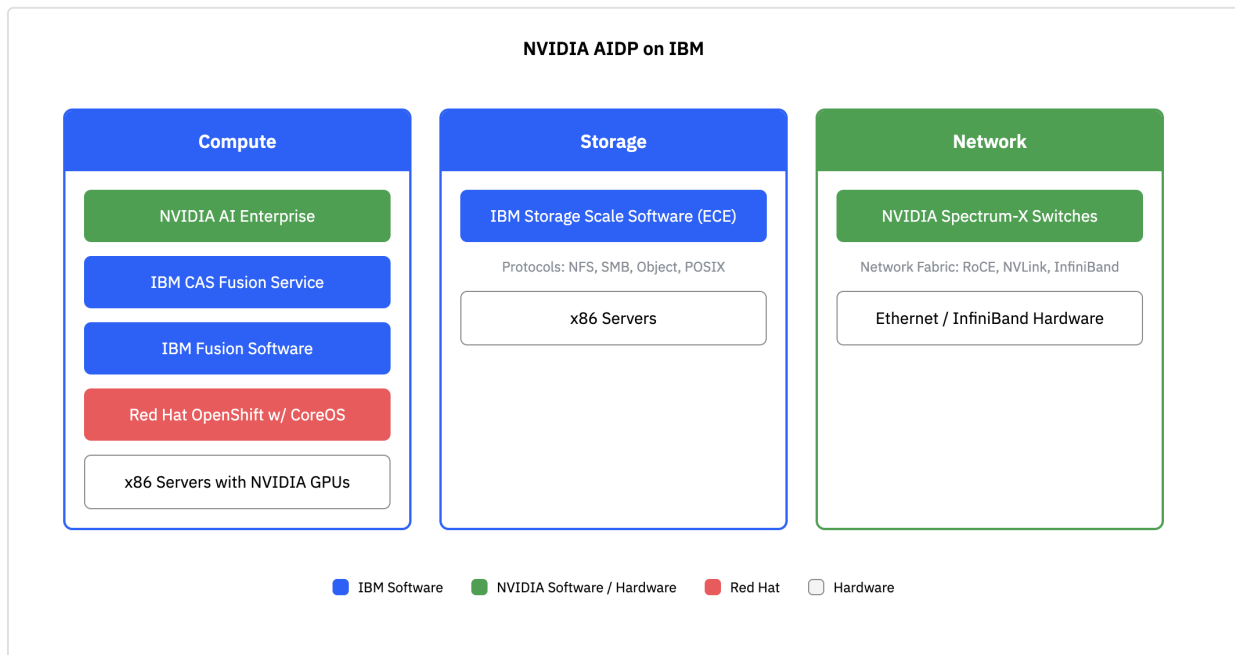 NVIDIA AIDP on IBM
Compute
NVIDIA AI Enterprise
IBM CAS Fusion Service
IBM Fusion Software
Red Hat OpenShift w/ CoreOS
x86 Servers with NVIDIA GPUs
Storage
IBM Storage Scale Software (ECE)
Protocols: NFS, SMB, Object, POSIX
x86 Servers
Network
NVIDIA Spectrum-X Switches
Network Fabric: RoCE, NVLink, InfiniBand
Ethernet / InfiniBand Hardware
IBM Software
NVIDIA Software / Hardware
Red Hat
Hardware